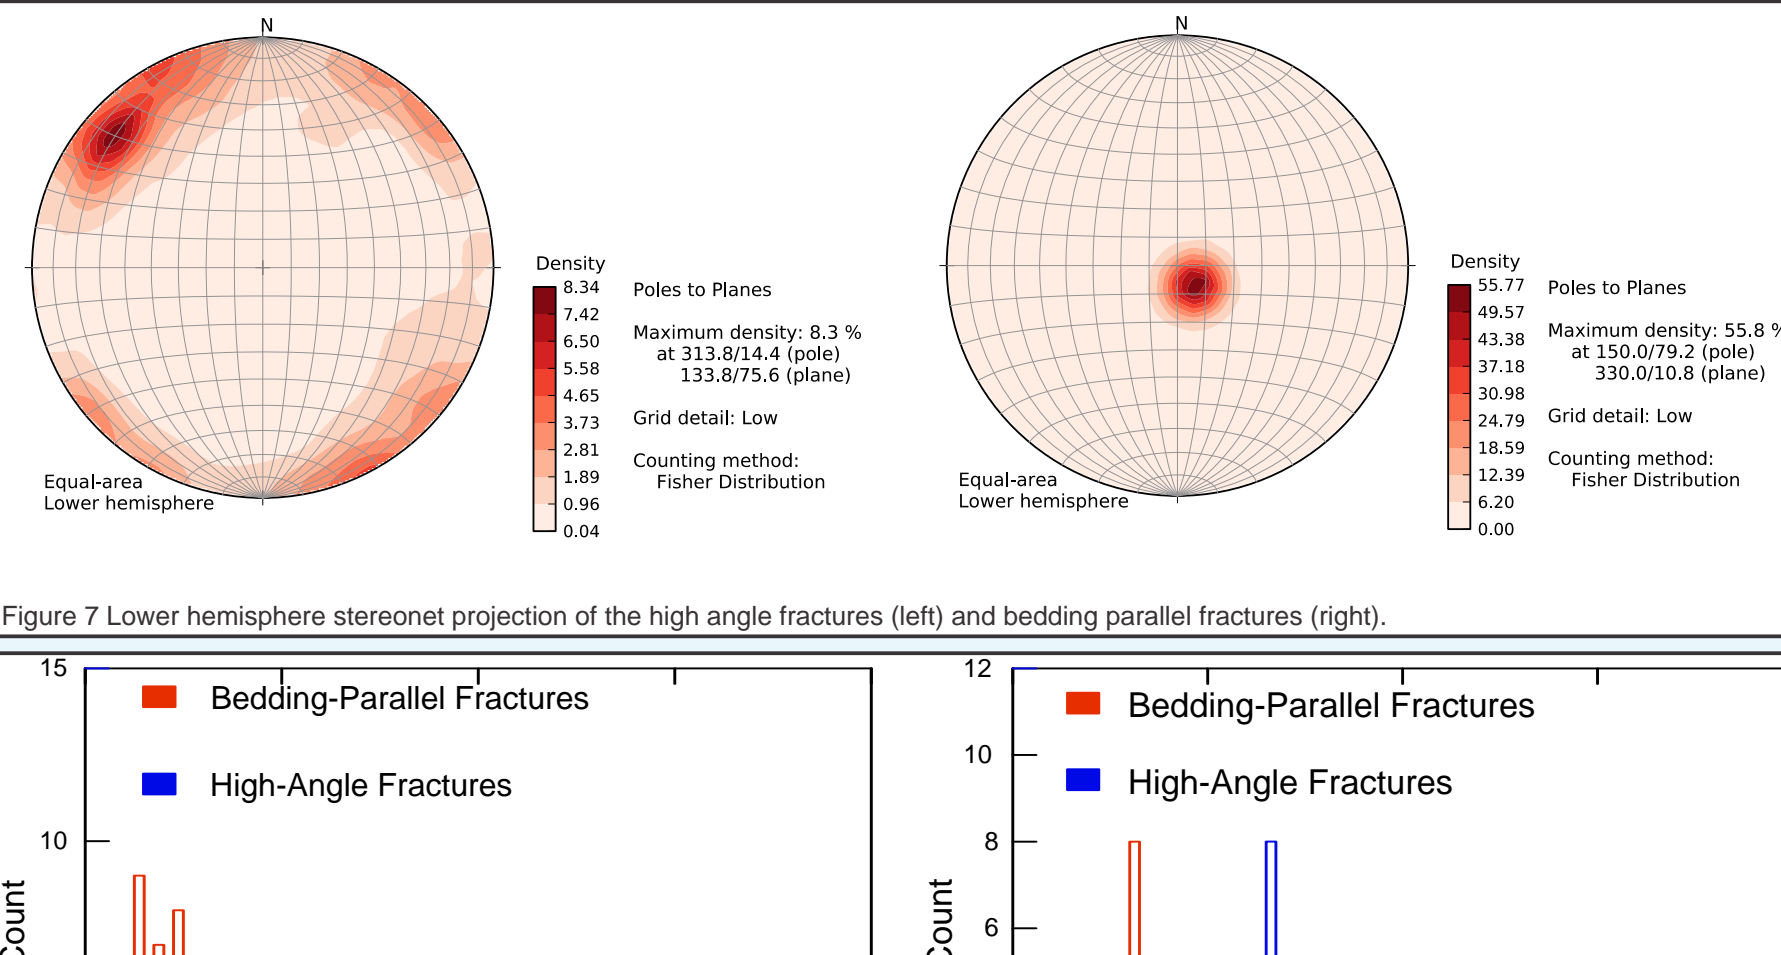 N
Equal-area
Lower hemisphere
Density
8.34
7.42
6.50
5.58
4.65
3.73
2.81
1.89
0.96
0.04
Poles to Planes
Maximum density: 8.3 %
at 313.8/14.4 (pole)
133.8/75.6 (plane)
Grid detail: Low
Counting method:
Fisher Distribution
N
Equal-area
Lower hemisphere
Density
55.77
49.57
43.38
37.18
30.98
24.79
18.59
12.39
6.20
0.00
Poles to Planes
Maximum density: 55.8 %
at 150.0/79.2 (pole)
330.0/10.8 (plane)
Grid detail: Low
Counting method:
Fisher Distribution
Figure 7 Lower hemisphere stereonet projection of the high angle fractures (left) and bedding parallel fractures (right).
15
Bedding-Parallel Fractures
High-Angle Fractures
10
Count
12
Bedding-Parallel Fractures
10
High-Angle Fractures
8
6
Count